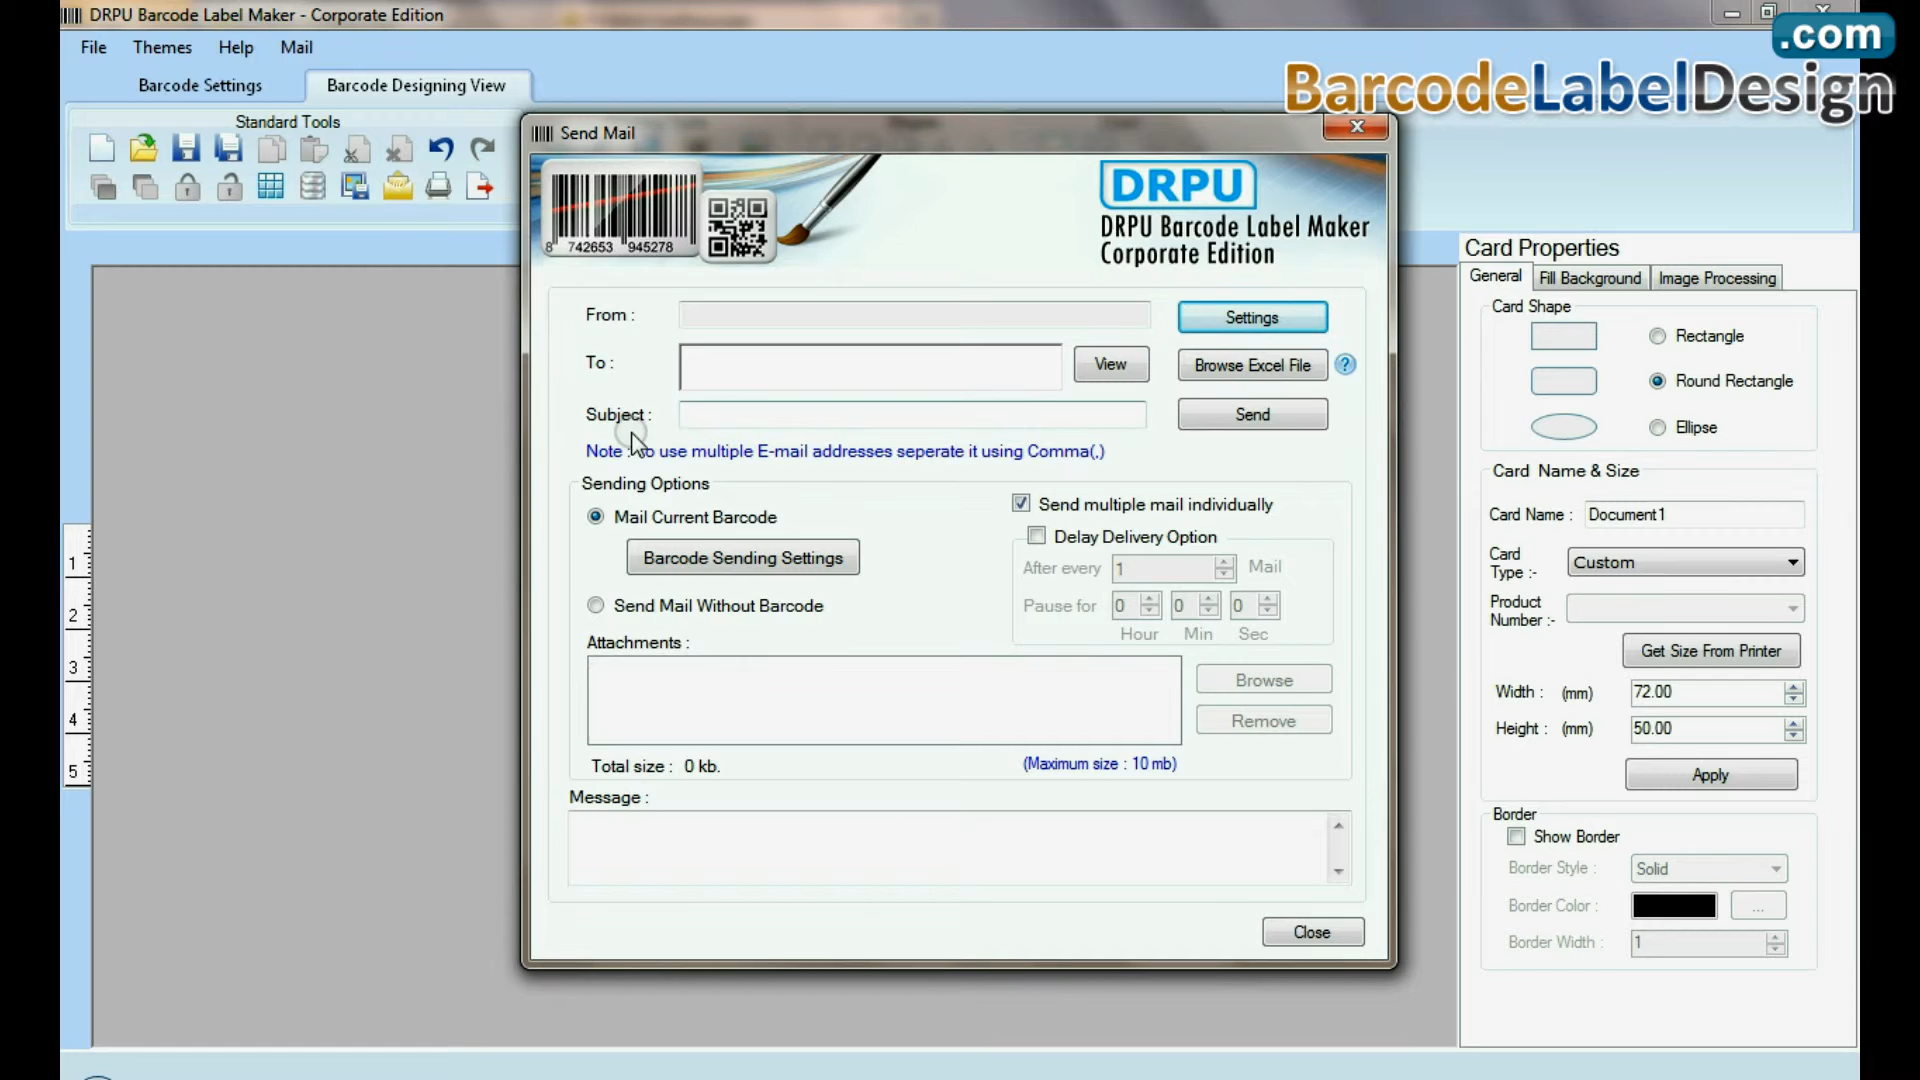 DRPU Barcode Label Maker - Corporate Edition
.com
BarcodeLabelDesign
File Themes Help Mail
Barcode Settings Barcode Designing View
Standard Tools
Send Mail
8 742653 945278
DRPU
DRPU Barcode Label Maker
Corporate Edition
From : Settings
To : View Browse Excel File ?
Subject : Send
Note : To use multiple E-mail addresses seperate it using Comma(,)
Sending Options
Mail Current Barcode
Barcode Sending Settings
Send Mail Without Barcode
Send multiple mail individually
Delay Delivery Option
After every 1 Mail
Pause for 0 0 0
Hour Min Sec
Attachments :
Browse
Remove
Total size : 0 kb. (Maximum size : 10 mb)
Message :
Close
1
2
3
4
5
Card Properties
General Fill Background Image Processing
Card Shape
Rectangle
Round Rectangle
Ellipse
Card Name & Size
Card Name : Document1
Card Type :- Custom
Product Number :-
Get Size From Printer
Width : (mm) 72.00
Height : (mm) 50.00
Apply
Border
Show Border
Border Style : Solid
Border Color : ...
Border Width : 1